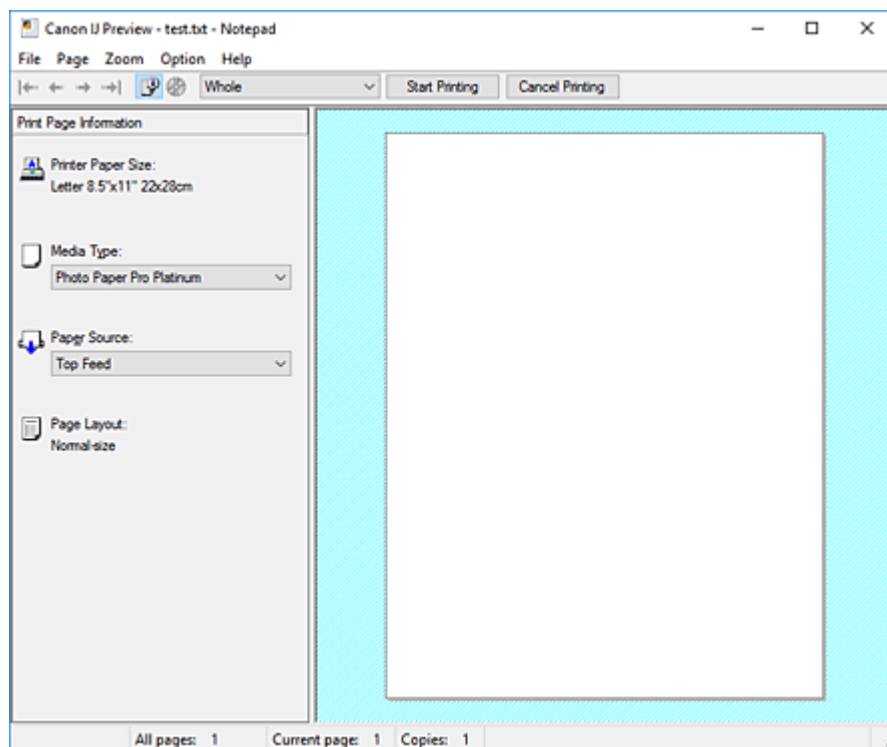 Canon IJ Preview - test.txt - Notepad
File Page Zoom Option Help
Whole Start Printing Cancel Printing
Print Page Information
Printer Paper Size:
Letter 8.5"x11" 22x28cm
Media Type:
Photo Paper Pro Platinum
Paper Source:
Top Feed
Page Layout:
Normal-size
All pages: 1 Current page: 1 Copies: 1